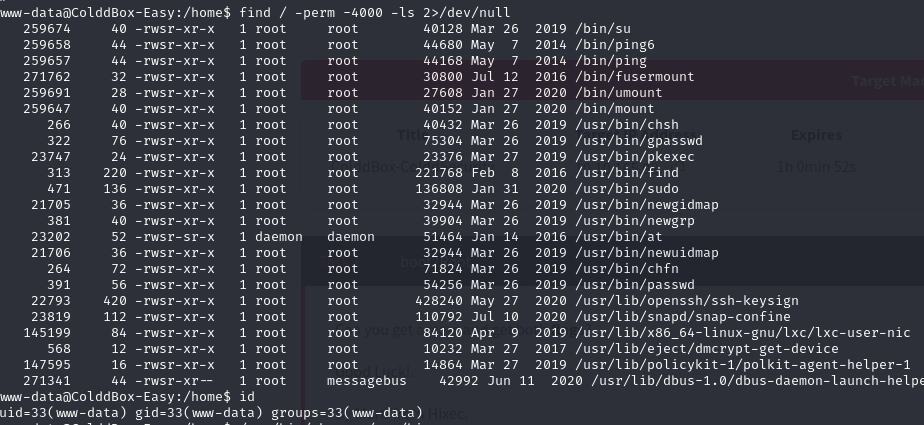 www-data@ColddBox-Easy:/home$ find / -perm -4000 -ls 2>/dev/null
259674 40 -rwsr-xr-x 1 root root 40128 Mar 26 2019 /bin/su
259658 44 -rwsr-xr-x 1 root root 44680 May 7 2014 /bin/ping6
259657 44 -rwsr-xr-x 1 root root 44168 May 7 2014 /bin/ping
271762 32 -rwsr-xr-x 1 root root 30800 Jul 12 2016 /bin/fusermount
259691 28 -rwsr-xr-x 1 root root 27608 Jan 27 2020 /bin/umount
259647 40 -rwsr-xr-x 1 root root 40152 Jan 27 2020 /bin/mount
266 40 -rwsr-xr-x 1 root root 40432 Mar 26 2019 /usr/bin/chsh
322 76 -rwsr-xr-x 1 root root 75304 Mar 26 2019 /usr/bin/gpasswd
23747 24 -rwsr-xr-x 1 root root 23376 Mar 27 2019 /usr/bin/pkexec
313 220 -rwsr-xr-x 1 root root 221768 Feb 8 2016 /usr/bin/find
471 136 -rwsr-xr-x 1 root root 136808 Jan 31 2020 /usr/bin/sudo
21705 36 -rwsr-xr-x 1 root root 32944 Mar 26 2019 /usr/bin/newgidmap
381 40 -rwsr-xr-x 1 root root 39904 Mar 26 2019 /usr/bin/newgrp
23202 52 -rwsr-sr-x 1 daemon daemon 51464 Jan 14 2016 /usr/bin/at
21706 36 -rwsr-xr-x 1 root root 32944 Mar 26 2019 /usr/bin/newuidmap
264 72 -rwsr-xr-x 1 root root 71824 Mar 26 2019 /usr/bin/chfn
391 56 -rwsr-xr-x 1 root root 54256 Mar 26 2019 /usr/bin/passwd
22793 420 -rwsr-xr-x 1 root root 428240 May 27 2020 /usr/lib/openssh/ssh-keysign
23819 112 -rwsr-xr-x 1 root root 110792 Jul 10 2020 /usr/lib/snapd/snap-confine
145199 84 -rwsr-xr-x 1 root root 84120 Apr 9 2019 /usr/lib/x86_64-linux-gnu/lxc/lxc-user-nic
568 12 -rwsr-xr-x 1 root root 10232 Mar 27 2017 /usr/lib/eject/dmcrypt-get-device
147595 16 -rwsr-xr-x 1 root root 14864 Mar 27 2019 /usr/lib/policykit-1/polkit-agent-helper-1
271341 44 -rwsr-xr-- 1 root messagebus 42992 Jun 11 2020 /usr/lib/dbus-1.0/dbus-daemon-launch-helpe
www-data@ColddBox-Easy:/home$ id
uid=33(www-data) gid=33(www-data) groups=33(www-data)
Target Ma
Expires
1h 0min 52s
Hixec.